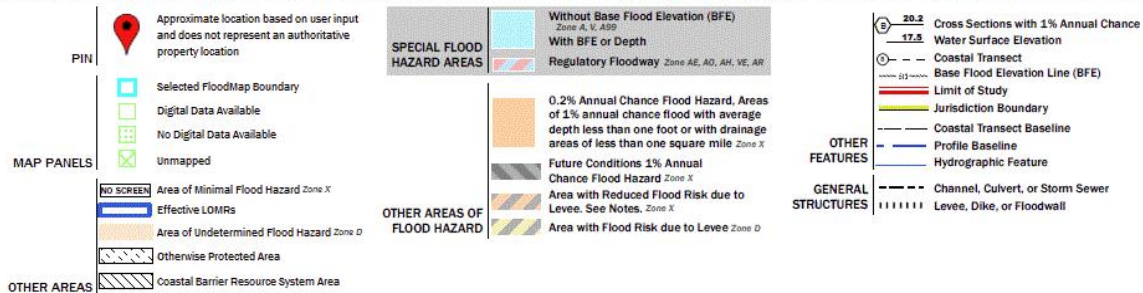 PIN
Approximate location based on user input
and does not represent an authoritative
property location
MAP PANELS
Selected FloodMap Boundary
Digital Data Available
No Digital Data Available
Unmapped
OTHER AREAS
NO SCREEN Area of Minimal Flood Hazard Zone X
Effective LOMRs
Area of Undetermined Flood Hazard Zone D
Otherwise Protected Area
Coastal Barrier Resource System Area
SPECIAL FLOOD
HAZARD AREAS
Without Base Flood Elevation (BFE)
Zone A, V, A99
With BFE or Depth
Regulatory Floodway Zone AE, AO, AH, VE, AR
OTHER AREAS OF
FLOOD HAZARD
0.2% Annual Chance Flood Hazard, Areas
of 1% annual chance flood with average
depth less than one foot or with drainage
areas of less than one square mile Zone X
Future Conditions 1% Annual
Chance Flood Hazard Zone X
Area with Reduced Flood Risk due to
Levee. See Notes. Zone X
Area with Flood Risk due to Levee Zone D
OTHER
FEATURES
B 20.2 Cross Sections with 1% Annual Chance
17.5 Water Surface Elevation
8 Coastal Transect
513 Base Flood Elevation Line (BFE)
Limit of Study
Jurisdiction Boundary
Coastal Transect Baseline
Profile Baseline
Hydrographic Feature
GENERAL
STRUCTURES
Channel, Culvert, or Storm Sewer
Levee, Dike, or Floodwall